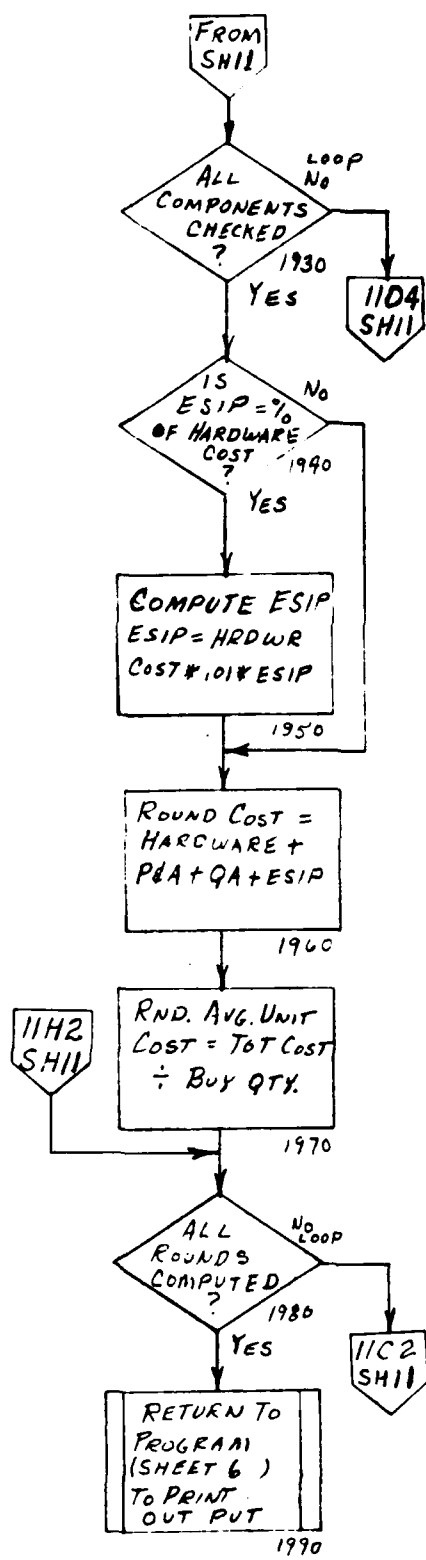 FROM
SH11
ALL
COMPONENTS
CHECKED
?
LOOP
NO
1930
YES
11D4
SH11
IS
ESIP = %
OF HARDWARE
COST
?
NO
1940
YES
COMPUTE ESIP
ESIP = HRDWR
COST * .01 * ESIP
1950
ROUND COST =
HARCWARE +
P&A + QA + ESIP
1960
11H2
SH11
RND. AVG. UNIT
COST = TOT COST
÷ BUY QTY.
1970
ALL
ROUNDS
COMPUTED
?
NO
LOOP
1980
YES
11C2
SH11
RETURN TO
PROGRAM
(SHEET 6 )
TO PRINT
OUT PUT
1990